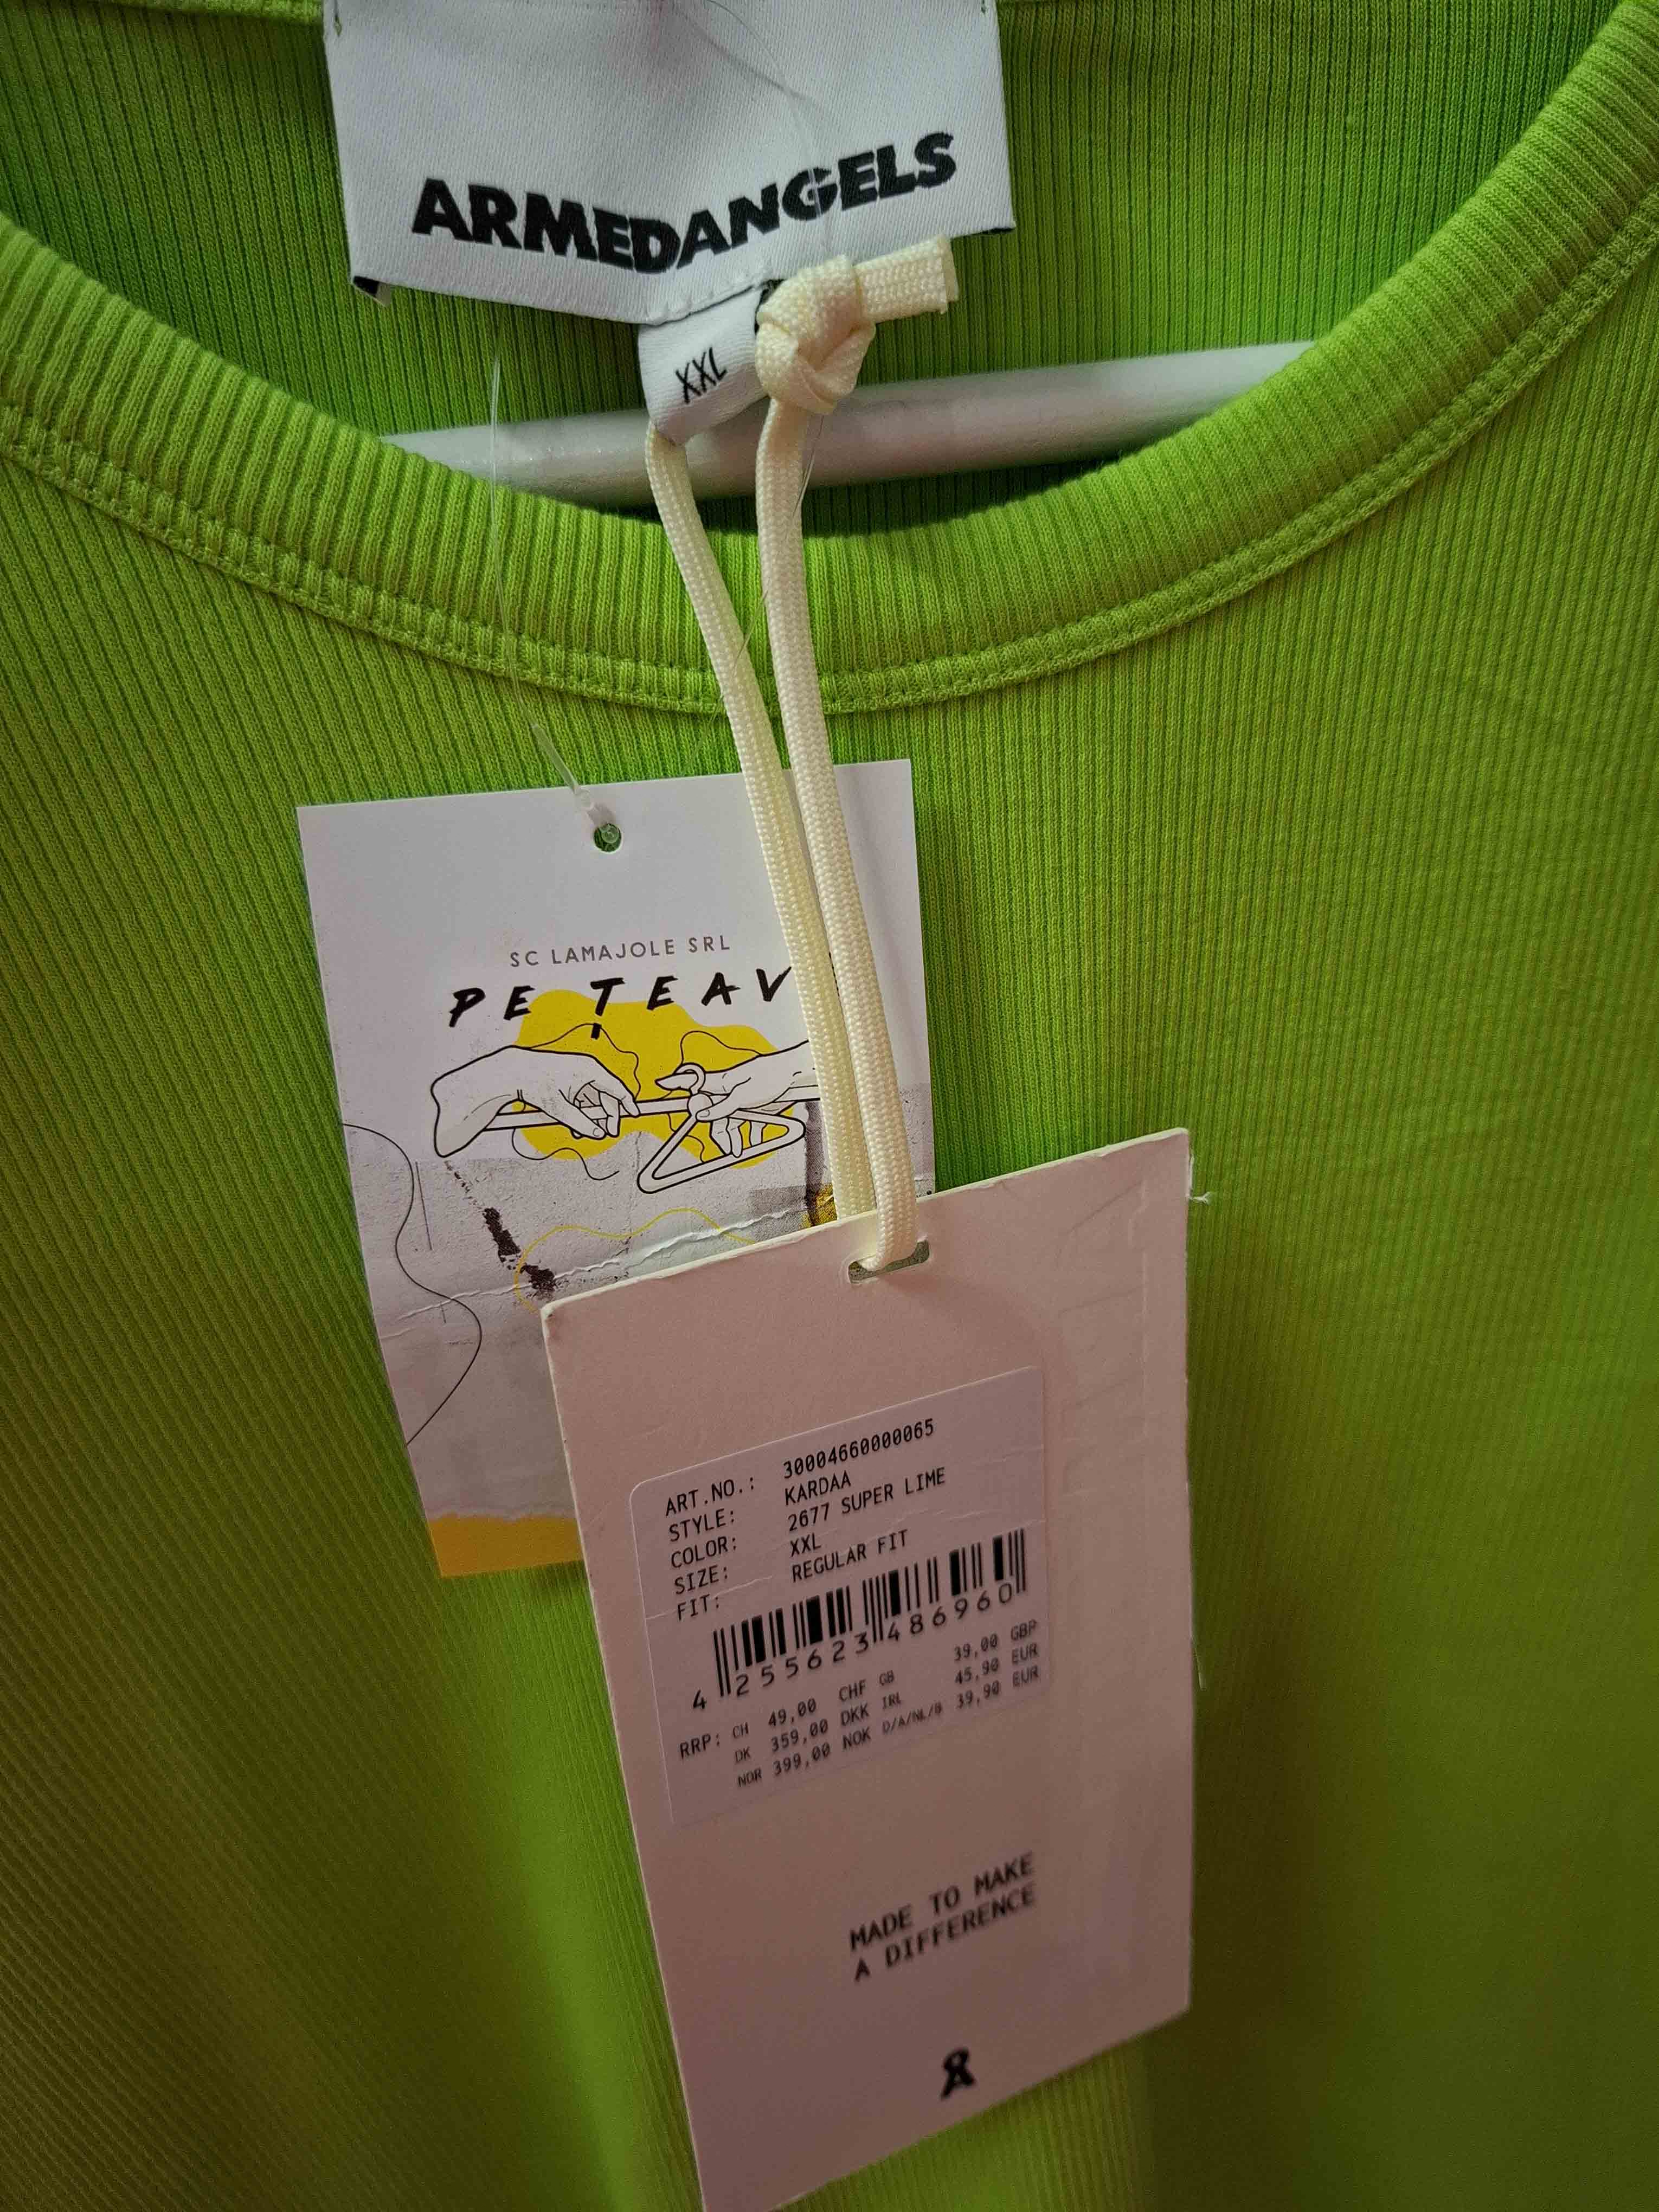 ARMEDANGELS
XXL
SC LAMAJOLE SRL
PE TEAV
ART.NO.: 30004660000065
STYLE: KARDAA
COLOR: 2677 SUPER LIME
SIZE: XXL
FIT: REGULAR FIT
4 255623 486960
RRP: CH 49,00 CHF GB 39,00 GBP
DK 359,00 DKK IRL 45,90 EUR
NOR 399,00 NOK D/A/NL/B 39,90 EUR
MADE TO MAKE
A DIFFERENCE